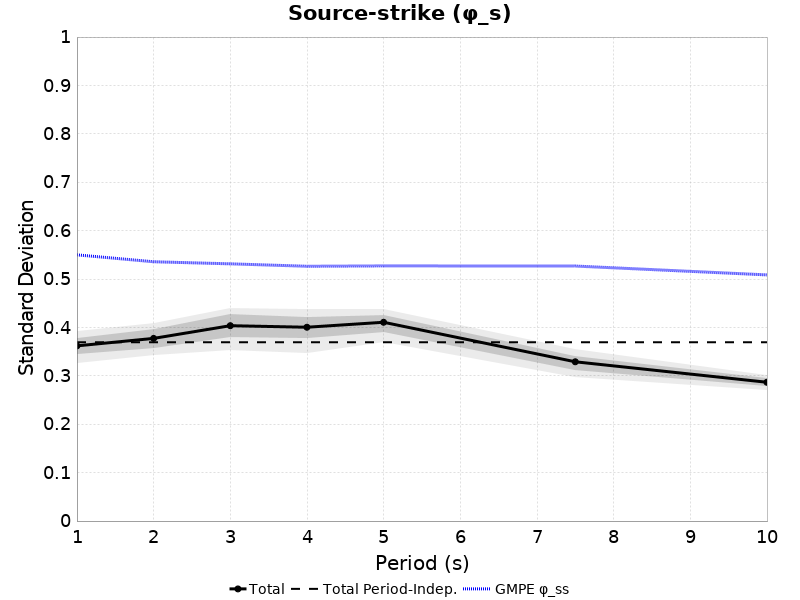 Source-strike (φ_s)
1
0.9
0.8
0.7
0.6
0.5
0.4
0.3
0.2
0.1
0
Standard Deviation
1 2 3 4 5 6 7 8 9 10
Period (s)
Total Total Period-Indep. GMPE φ_ss